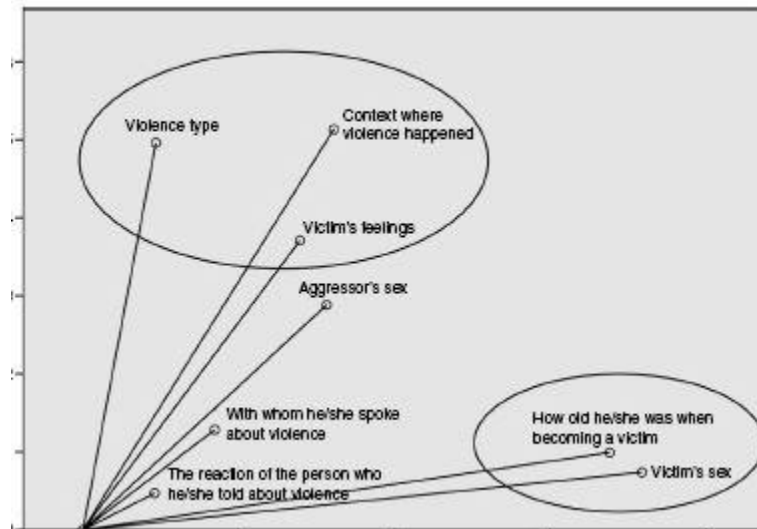 Violence type
Context where
violence happened
Victim's feelings
Aggressor's sex
With whom he/she spoke
about violence
How old he/she was when
becoming a victim
The reaction of the person who
he/she told about violence
Victim's sex